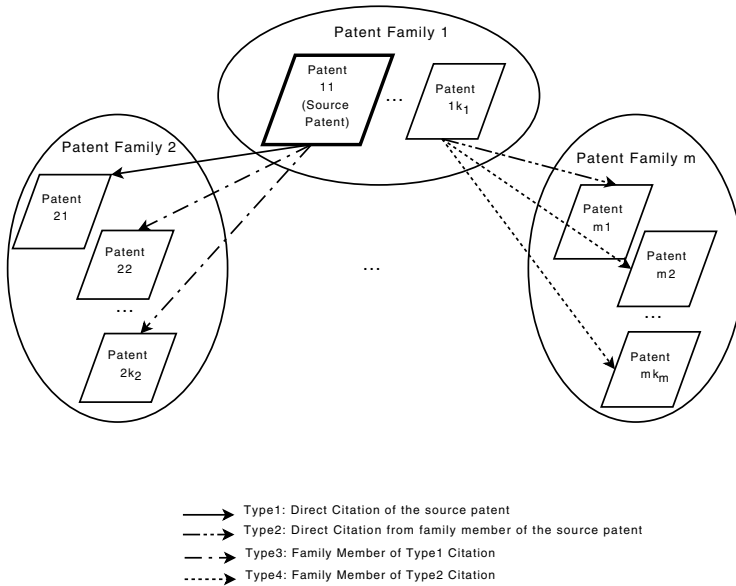 Patent Family 1
Patent
11
(Source
Patent)
...
Patent
1k1
Patent Family 2
Patent
21
Patent
22
...
Patent
2k2
...
Patent Family m
Patent
m1
Patent
m2
...
Patent
mkm
Type1: Direct Citation of the source patent
Type2: Direct Citation from family member of the source patent
Type3: Family Member of Type1 Citation
Type4: Family Member of Type2 Citation